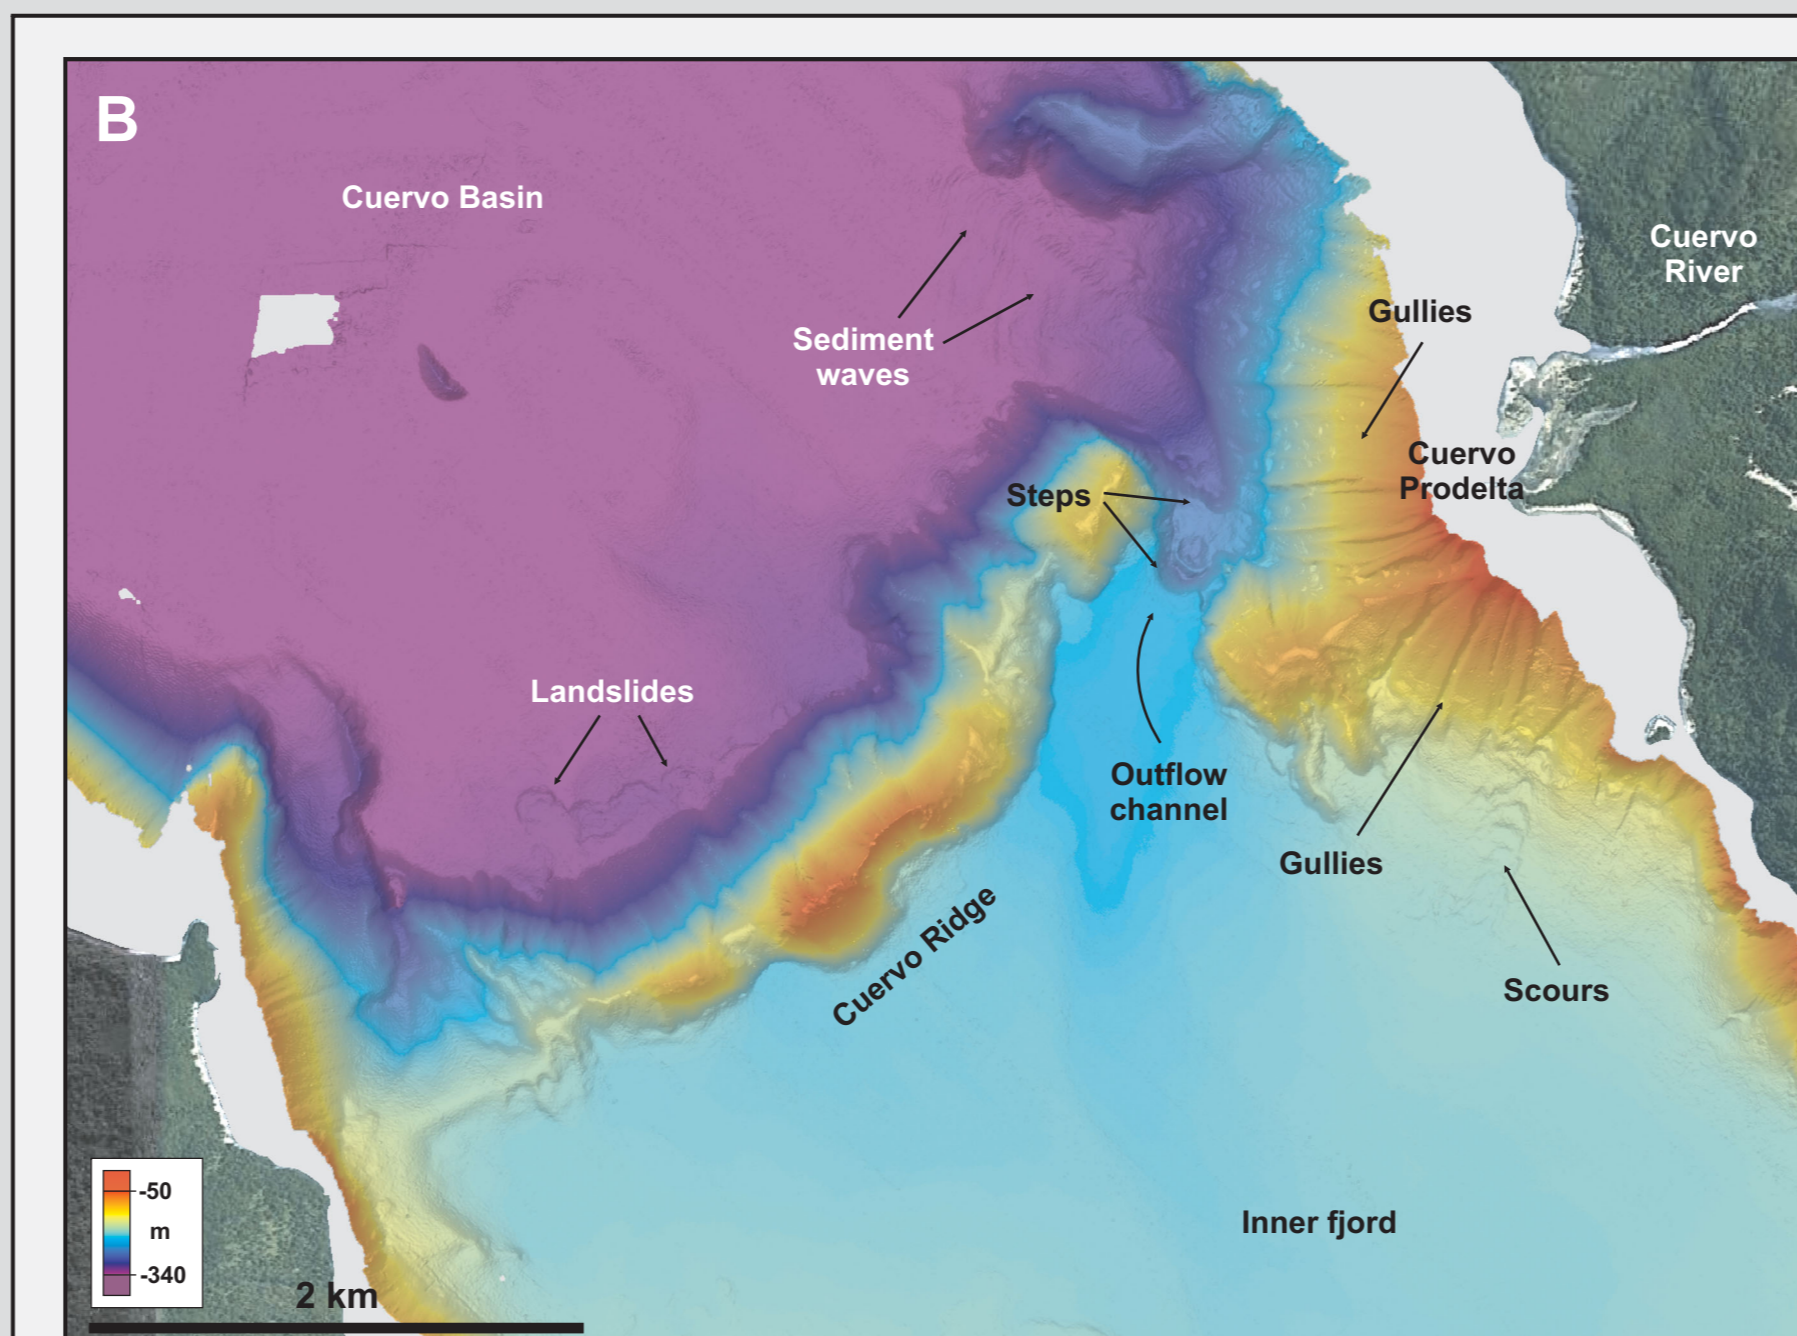 B
Cuervo Basin
Cuervo
River
Gullies
Sediment
waves
Cuervo
Prodelta
Steps
Landslides
Outflow
channel
Gullies
Cuervo Ridge
Scours
-50
m
-340
Inner fjord
2 km